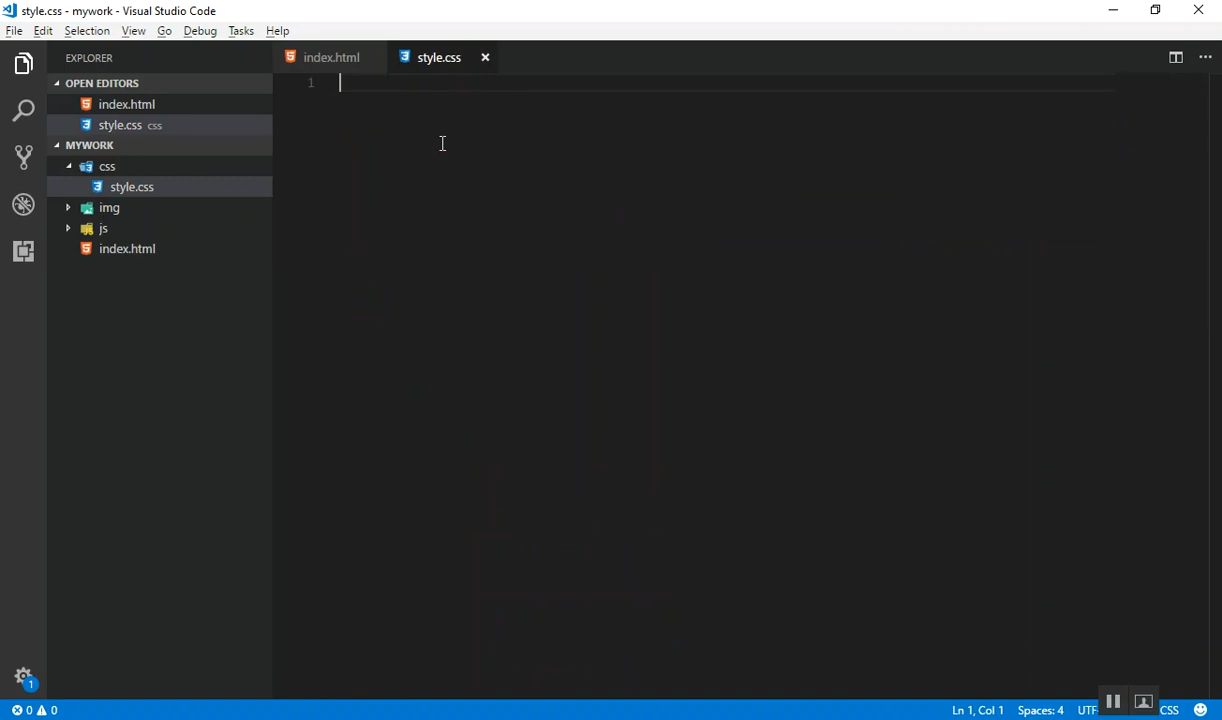 style.css - mywork - Visual Studio Code
File Edit Selection View Go Debug Tasks Help
EXPLORER
index.html style.css
OPEN EDITORS
index.html
style.css css
MYWORK
css
style.css
img
js
index.html
1
1
0 0 Ln 1, Col 1 Spaces: 4 UTF- CSS